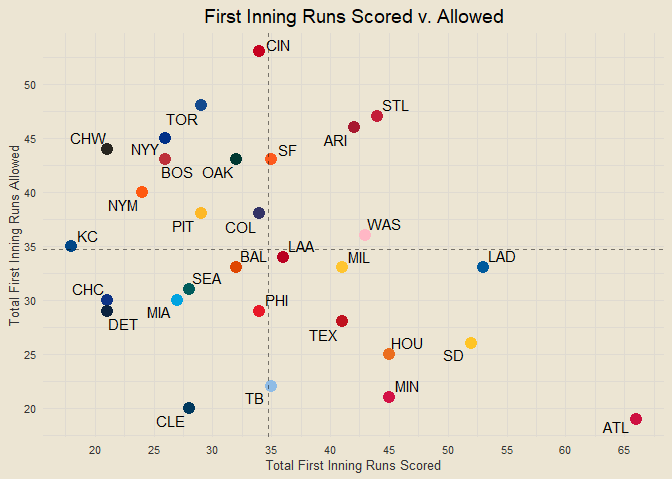 First Inning Runs Scored v. Allowed
CIN
50
TOR
STL
CHW
ARI
45
NYY
SF
BOS
OAK
NYM
40
PIT
COL
WAS
KC
35
BAL
LAA
MIL
LAD
SEA
CHC
30
MIA
PHI
DET
TEX
HOU
SD
25
TB
MIN
CLE
20
ATL
Total First Inning Runs Allowed
20 25 30 35 40 45 50 55 60 65
Total First Inning Runs Scored